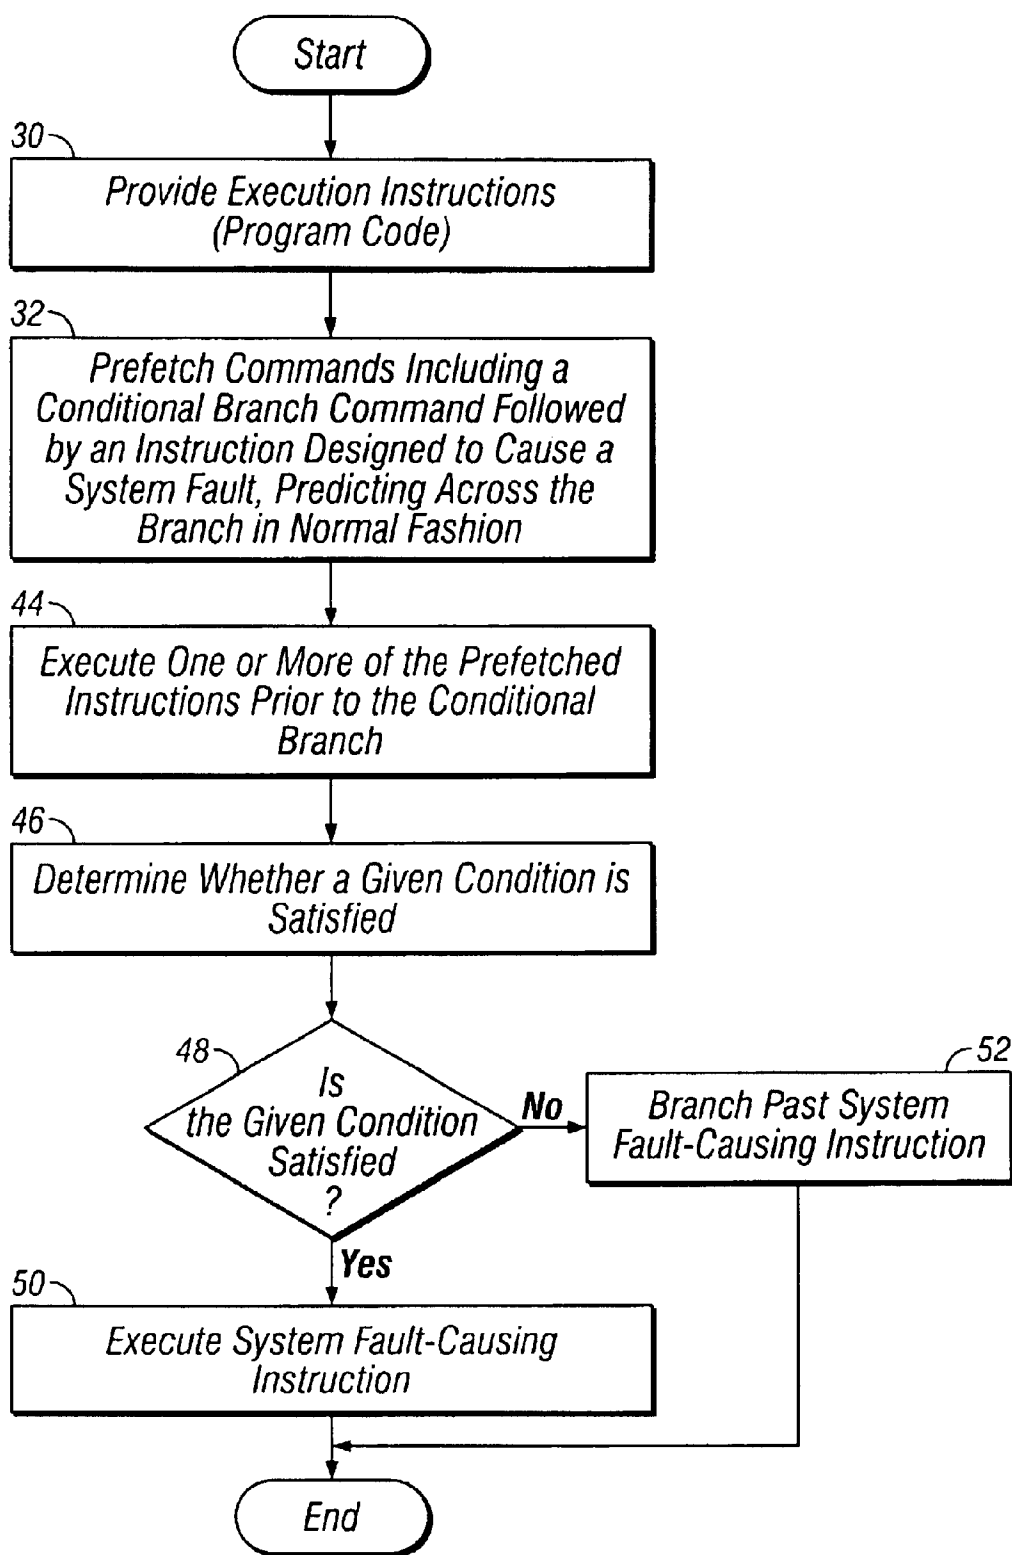 Start
30
Provide Execution Instructions
(Program Code)
32
Prefetch Commands Including a
Conditional Branch Command Followed
by an Instruction Designed to Cause a
System Fault, Predicting Across the
Branch in Normal Fashion
44
Execute One or More of the Prefetched
Instructions Prior to the Conditional
Branch
46
Determine Whether a Given Condition is
Satisfied
48
Is
the Given Condition
Satisfied
?
No
52
Branch Past System
Fault-Causing Instruction
Yes
50
Execute System Fault-Causing
Instruction
End